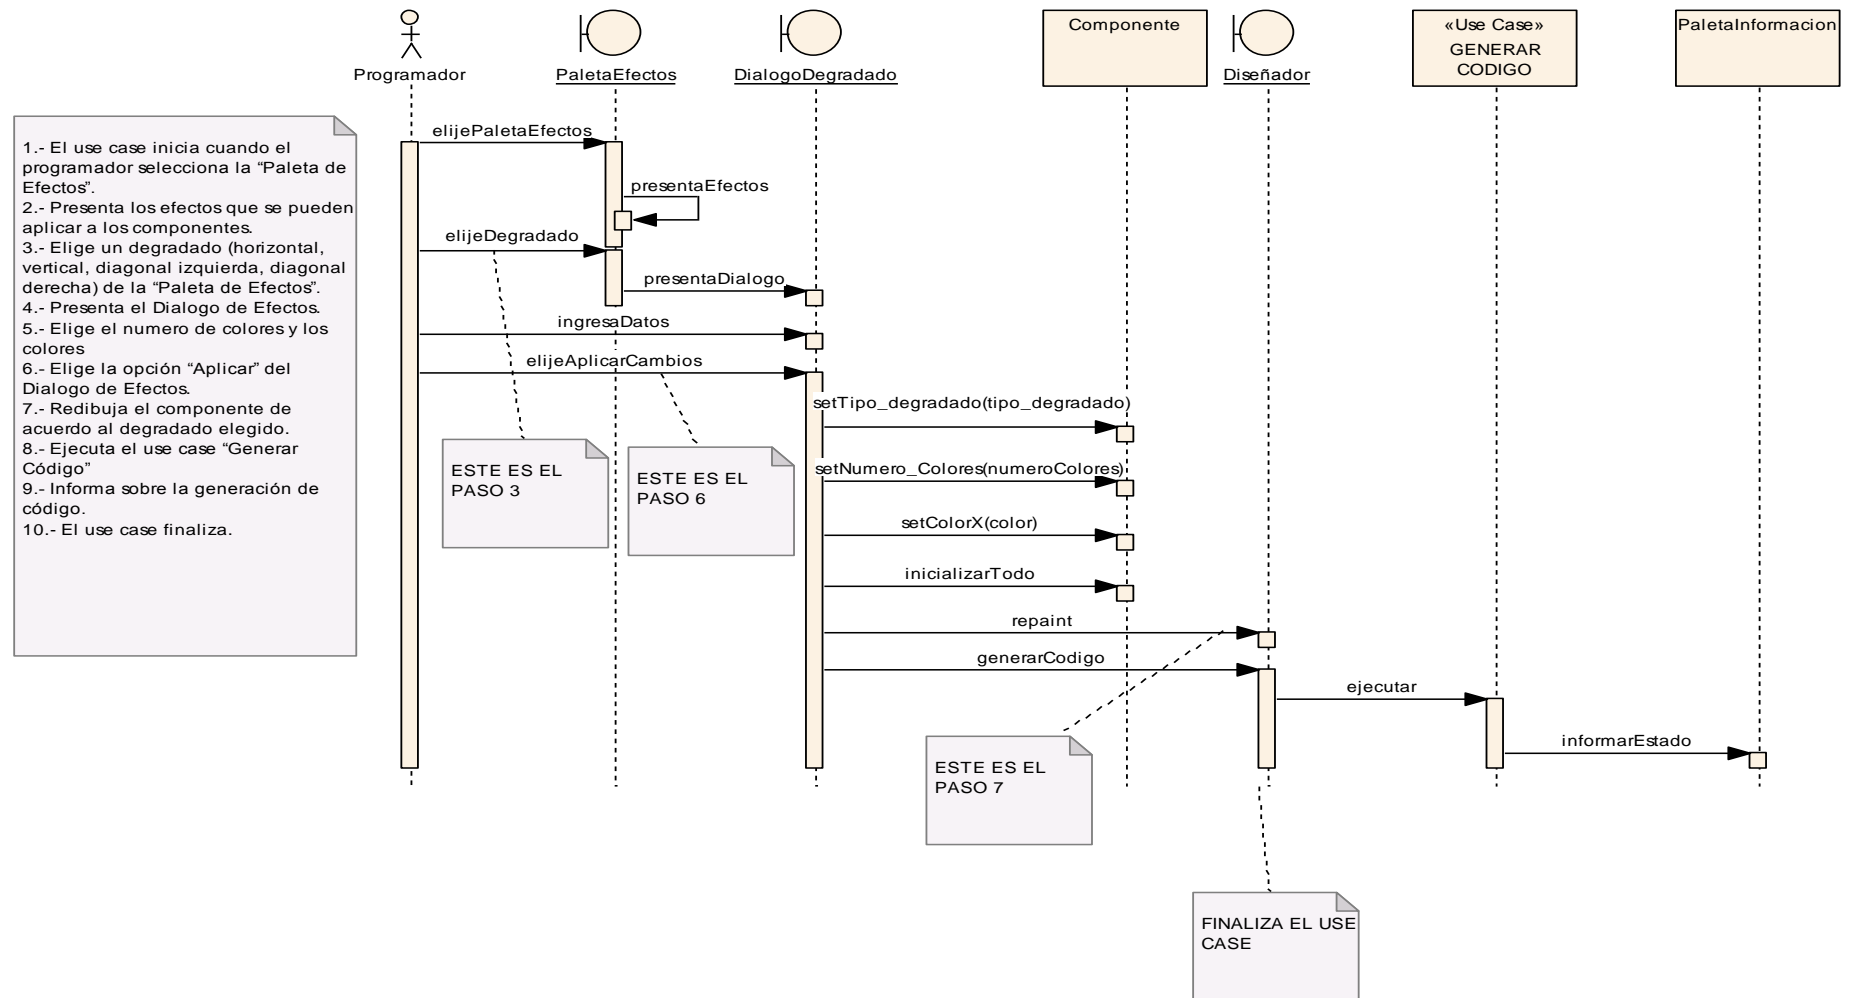 Programador
PaletaEfectos
DialogoDegradado
Componente
Diseñador
«Use Case»
GENERAR
CODIGO
PaletaInformacion
1.- El use case inicia cuando el
programador selecciona la “Paleta de
Efectos”.
2.- Presenta los efectos que se pueden
aplicar a los componentes.
3.- Elige un degradado (horizontal,
vertical, diagonal izquierda, diagonal
derecha) de la “Paleta de Efectos”.
4.- Presenta el Dialogo de Efectos.
5.- Elige el numero de colores y los
colores
6.- Elige la opción “Aplicar” del
Dialogo de Efectos.
7.- Redibuja el componente de
acuerdo al degradado elegido.
8.- Ejecuta el use case “Generar
Código”
9.- Informa sobre la generación de
código.
10.- El use case finaliza.
elijePaletaEfectos
presentaEfectos
elijeDegradado
presentaDialogo
ingresaDatos
elijeAplicarCambios
setTipo_degradado(tipo_degradado)
ESTE ES EL
PASO 3
ESTE ES EL
PASO 6
setNumero_Colores(numeroColores)
setColorX(color)
inicializarTodo
repaint
generarCodigo
ejecutar
informarEstado
ESTE ES EL
PASO 7
FINALIZA EL USE
CASE